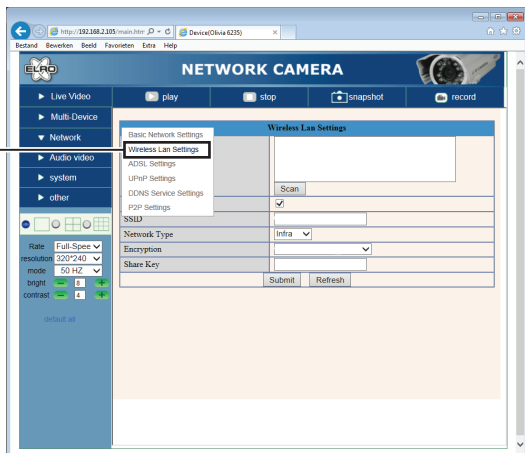 http://192.168.2.105/main.htm
Device(Olivia 6235)
Bestand Bewerken Beeld Favorieten Extra Help
ELRO
NETWORK CAMERA
Live Video
play
stop
snapshot
record
Multi-Device
Network
Audio video
system
other
Basic Network Settings
Wireless Lan Settings
ADSL Settings
UPnP Settings
DDNS Service Settings
P2P Settings
Wireless Lan Settings
Scan
SSID
Network Type Infra
Encryption
Share Key
Submit Refresh
Rate Full-Spee
resolution 320*240
mode 50 HZ
bright 8
contrast 4
default all